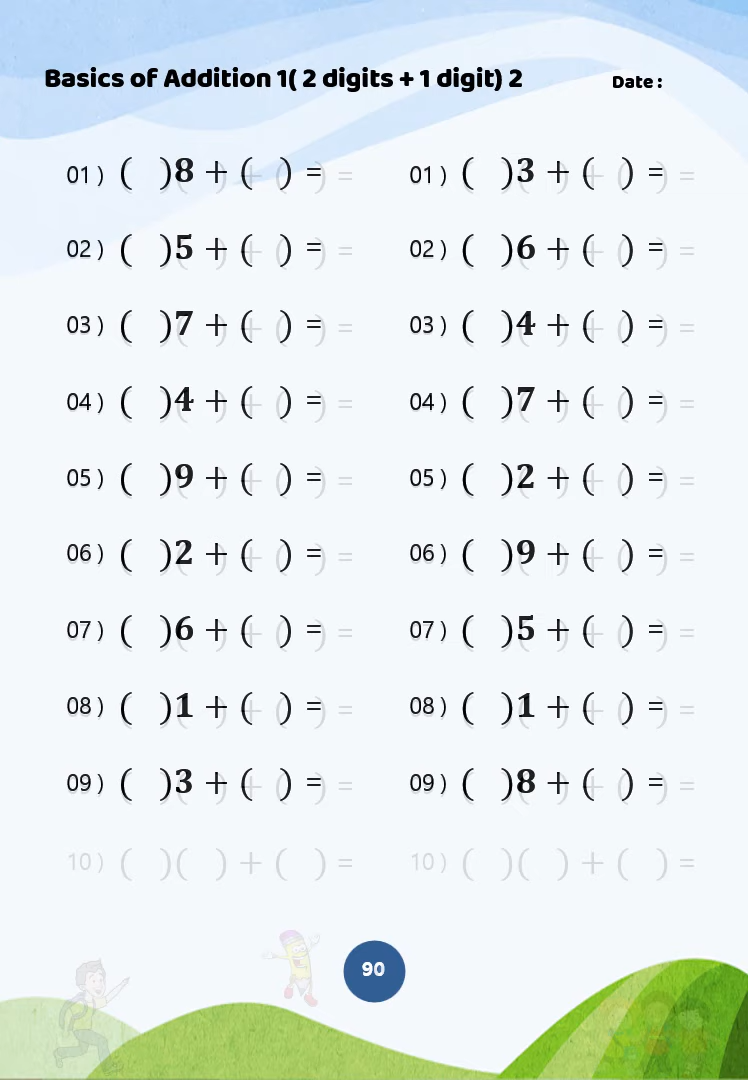 Basics of Addition 1( 2 digits + 1 digit) 2 Date :
01 ) (   )8 + (   ) = 01 ) (   )3 + (   ) =
02 ) (   )5 + (   ) = 02 ) (   )6 + (   ) =
03 ) (   )7 + (   ) = 03 ) (   )4 + (   ) =
04 ) (   )4 + (   ) = 04 ) (   )7 + (   ) =
05 ) (   )9 + (   ) = 05 ) (   )2 + (   ) =
06 ) (   )2 + (   ) = 06 ) (   )9 + (   ) =
07 ) (   )6 + (   ) = 07 ) (   )5 + (   ) =
08 ) (   )1 + (   ) = 08 ) (   )1 + (   ) =
09 ) (   )3 + (   ) = 09 ) (   )8 + (   ) =
10 ) (   )(   ) + (   ) = 10 ) (   )(   ) + (   ) =
90